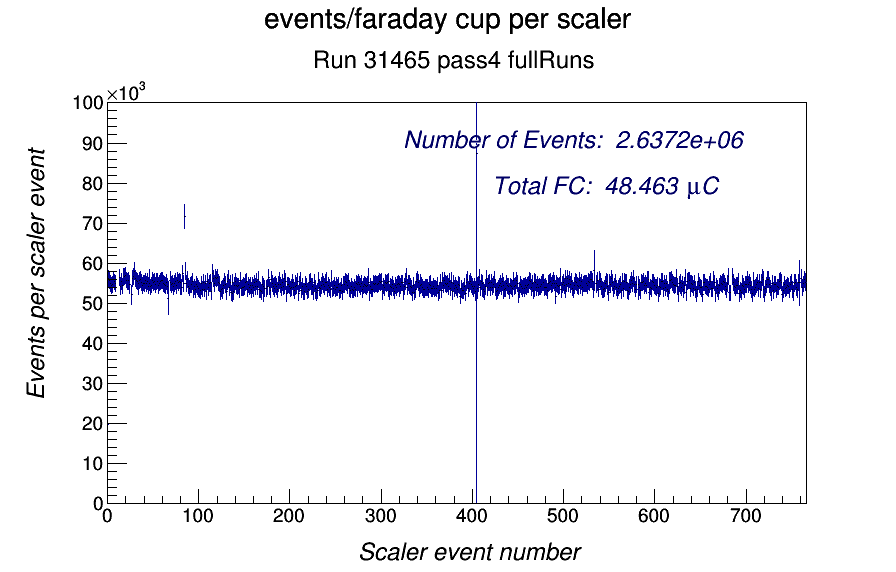 events/faraday cup per scaler
Run 31465 pass4 fullRuns
×10³
100
90
80
70
60
50
40
30
20
10
0
Events per scaler event
Number of Events: 2.6372e+06
Total FC: 48.463 μC
0 100 200 300 400 500 600 700
Scaler event number